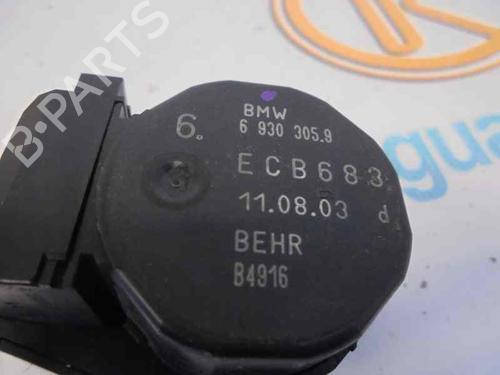 B-PARTS
BMW
6. 6 930 305.9
ECB683
11.08.03 d
BEHR
B4916
gua